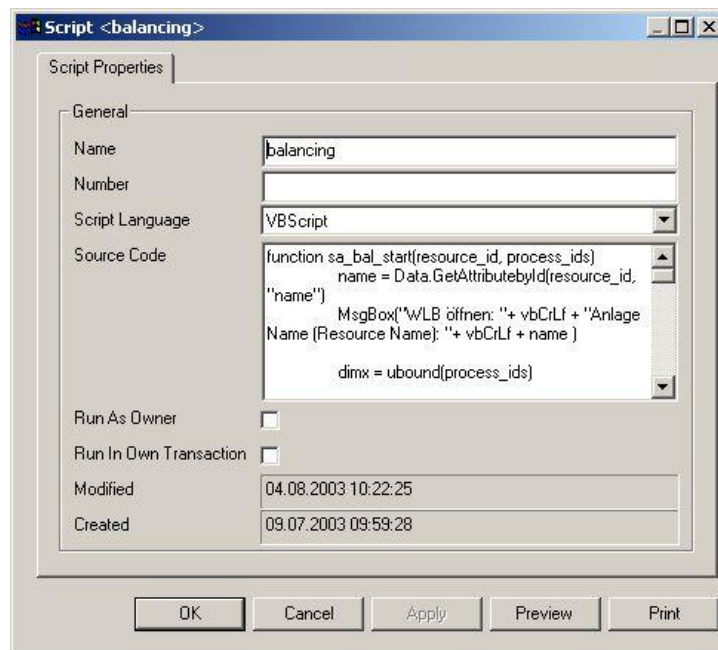 Script <balancing>
Script Properties
General
Name balancing
Number
Script Language VBScript
Source Code function sa_bal_start(resource_id, process_ids)
name = Data.GetAttributebyId(resource_id,
"name")
MsgBox("WLB öffnen: "+ vbCrLf + "Anlage
Name (Resource Name): "+ vbCrLf + name )
dimx = ubound(process_ids)
Run As Owner
Run In Own Transaction
Modified 04.08.2003 10:22:25
Created 09.07.2003 09:59:28
OK Cancel Apply Preview Print